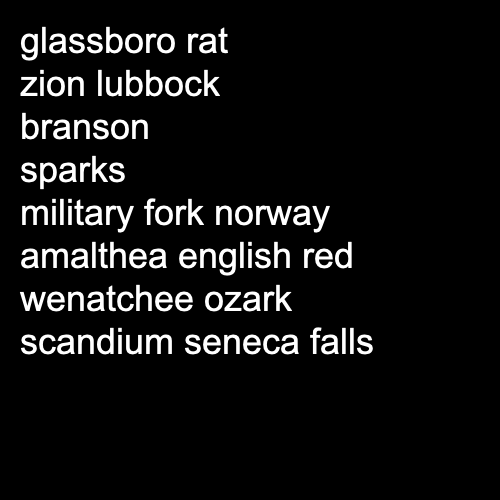 glassboro rat
zion lubbock
branson
sparks
military fork norway
amalthea english red
wenatchee ozark
scandium seneca falls